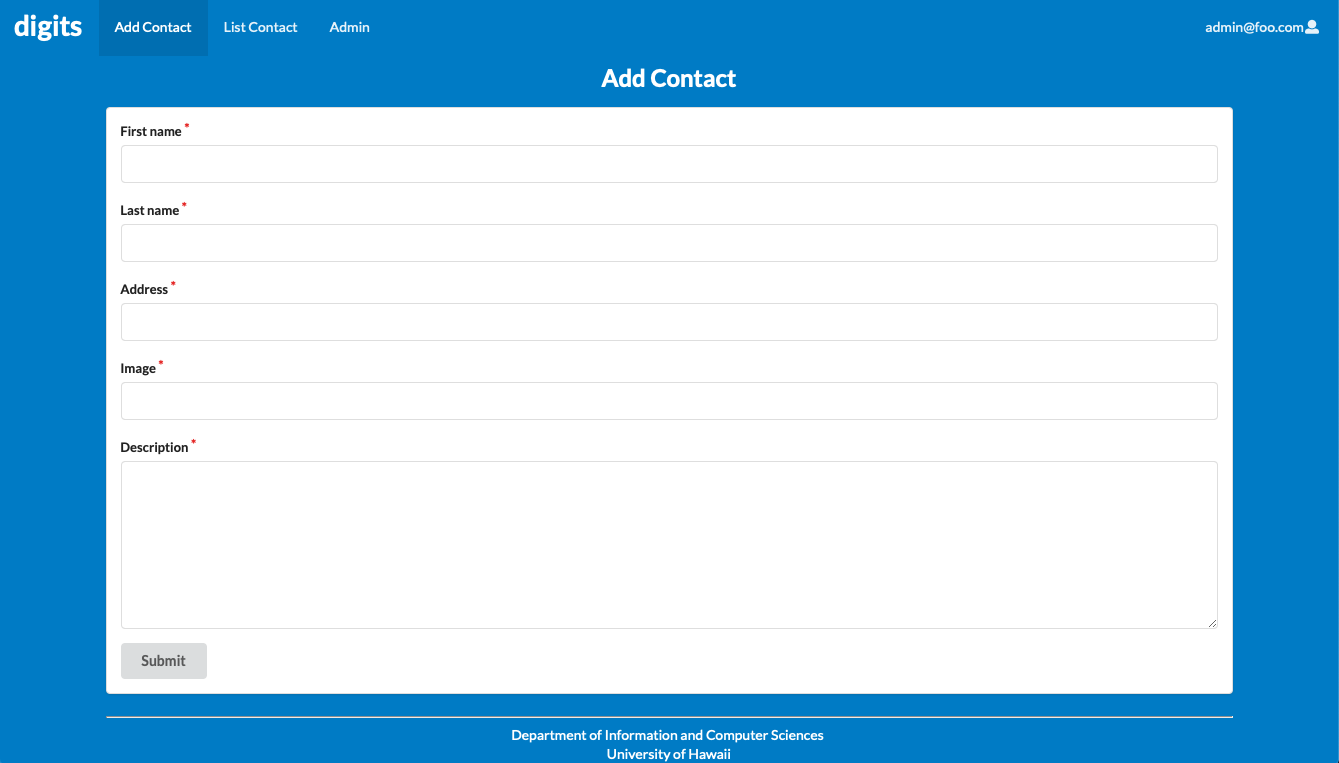 digits Add Contact List Contact Admin admin@foo.com
Add Contact
First name *
Last name *
Address *
Image *
Description *
Submit
Department of Information and Computer Sciences
University of Hawaii